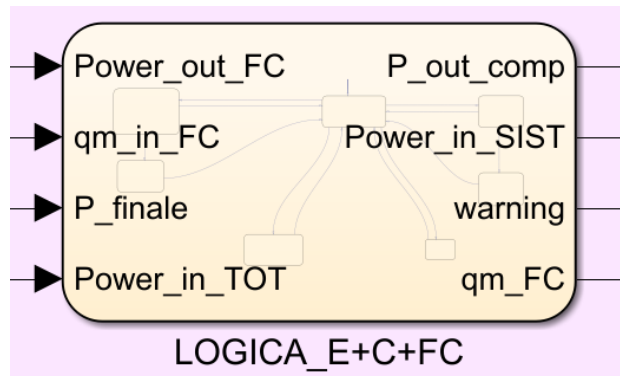 Power_out_FC P_out_comp
qm_in_FC Power_in_SIST
P_finale warning
Power_in_TOT qm_FC
LOGICA_E+C+FC